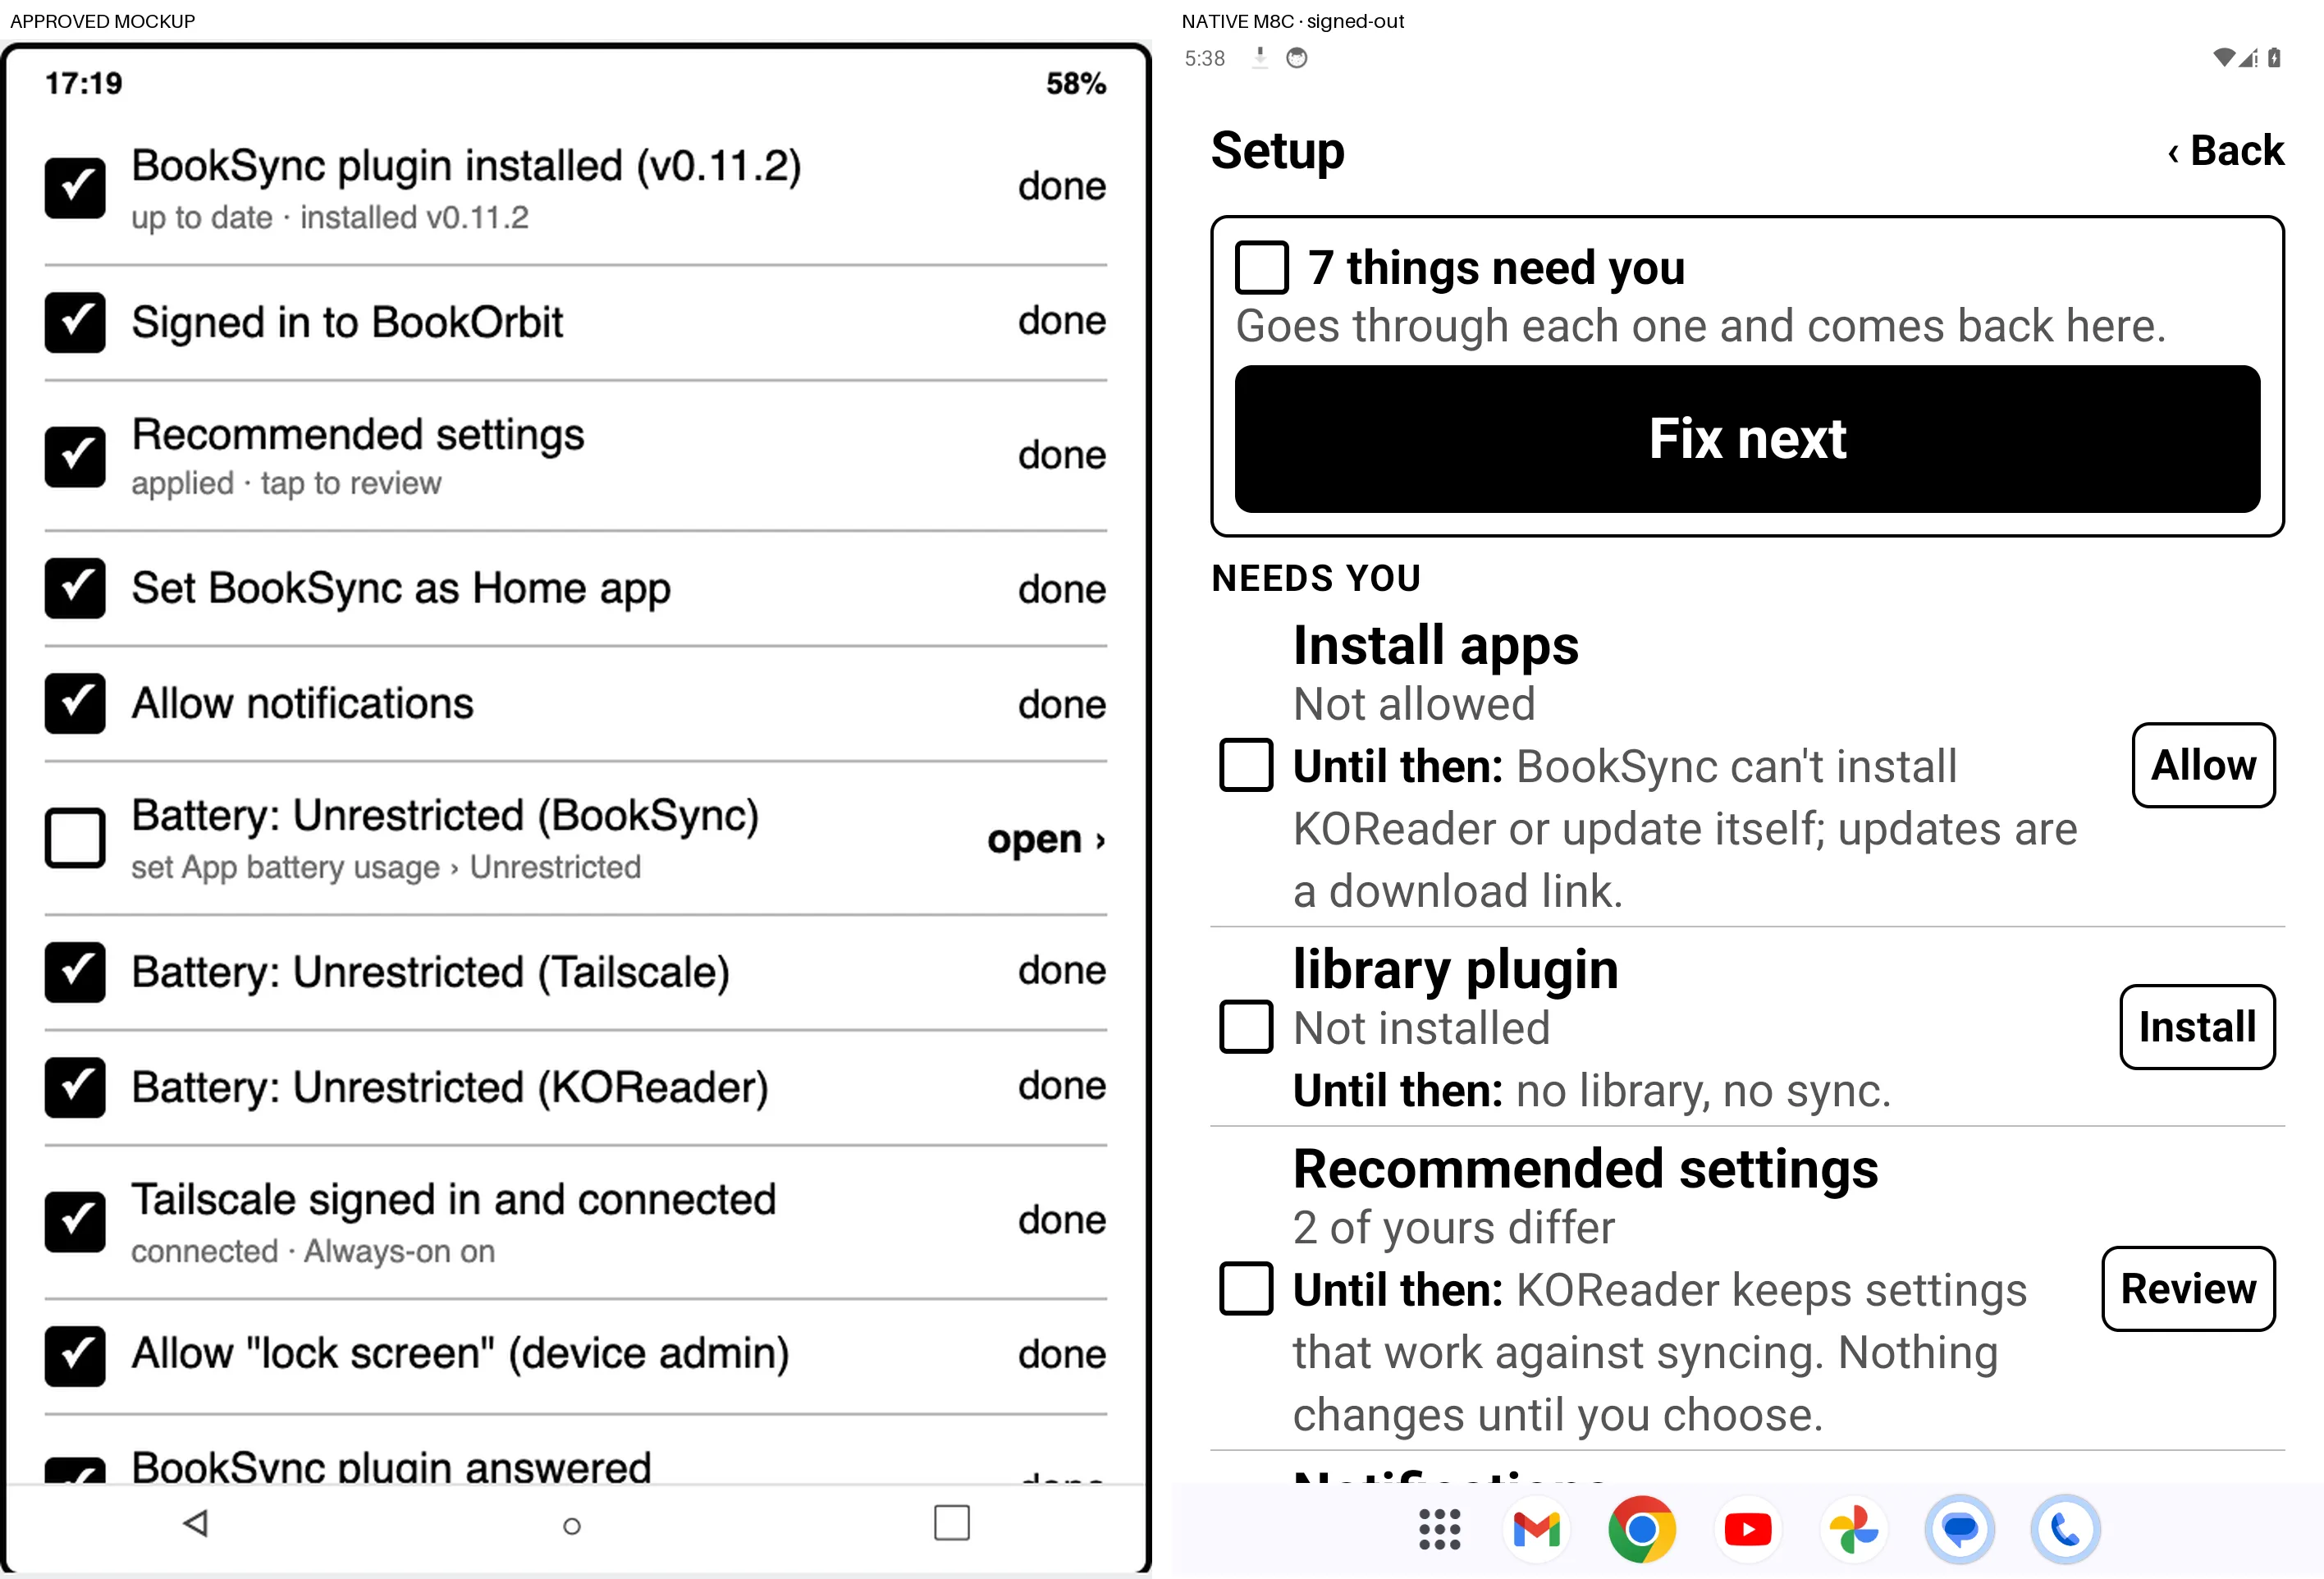 APPROVED MOCKUP
17:19
58%
BookSync plugin installed (v0.11.2)
up to date · installed v0.11.2
done
Signed in to BookOrbit
done
Recommended settings
applied · tap to review
done
Set BookSync as Home app
done
Allow notifications
done
Battery: Unrestricted (BookSync)
set App battery usage › Unrestricted
open ›
Battery: Unrestricted (Tailscale)
done
Battery: Unrestricted (KOReader)
done
Tailscale signed in and connected
connected · Always-on on
done
Allow "lock screen" (device admin)
done
BookSync plugin answered
done
NATIVE M8C · signed-out
5:38
Setup
‹ Back
7 things need you
Goes through each one and comes back here.
Fix next
NEEDS YOU
Install apps
Not allowed
Until then: BookSync can't install
KOReader or update itself; updates are
a download link.
Allow
library plugin
Not installed
Until then: no library, no sync.
Install
Recommended settings
2 of yours differ
Until then: KOReader keeps settings
that work against syncing. Nothing
changes until you choose.
Review
Notifications